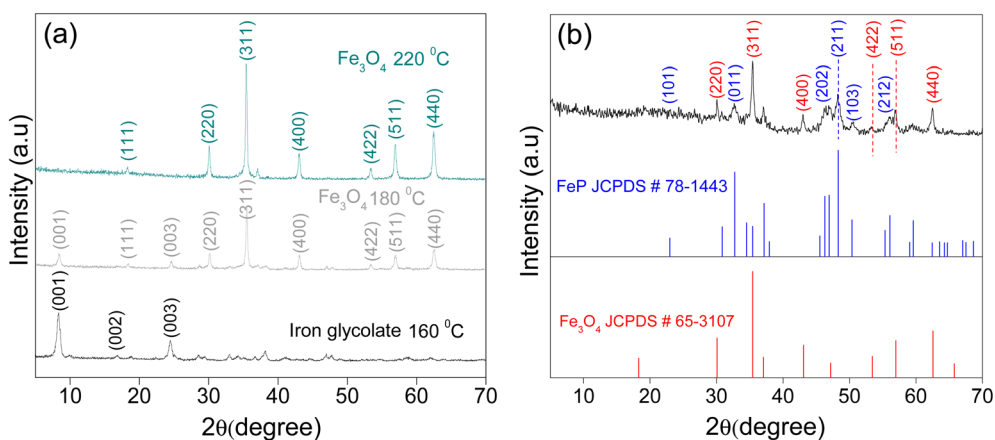 (a)
Fe₃O₄ 220 ⁰C
(111)
(220)
(311)
(400)
(422)
(511)
(440)
Fe₃O₄ 180 ⁰C
(001)
(111)
(003)
(220)
(311)
(400)
(422)
(511)
(440)
Iron glycolate 160 ⁰C
(001)
(002)
(003)
Intensity (a.u)
10 20 30 40 50 60 70
2θ(degree)
(b)
(101)
(220)
(011)
(311)
(400)
(202)
(211)
(103)
(422)
(212)
(511)
(440)
FeP JCPDS # 78-1443
Fe₃O₄ JCPDS # 65-3107
Intensity (a.u)
10 20 30 40 50 60 70
2θ(degree)